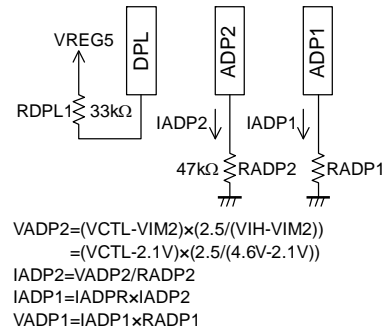 VREG5
DPL
ADP2
ADP1
RDPL1
33kΩ
IADP2
IADP1
47kΩ
RADP2
RADP1
VADP2=(VCTL-VIM2)×(2.5/(VIH-VIM2))
=(VCTL-2.1V)×(2.5/(4.6V-2.1V))
IADP2=VADP2/RADP2
IADP1=IADPR×IADP2
VADP1=IADP1×RADP1